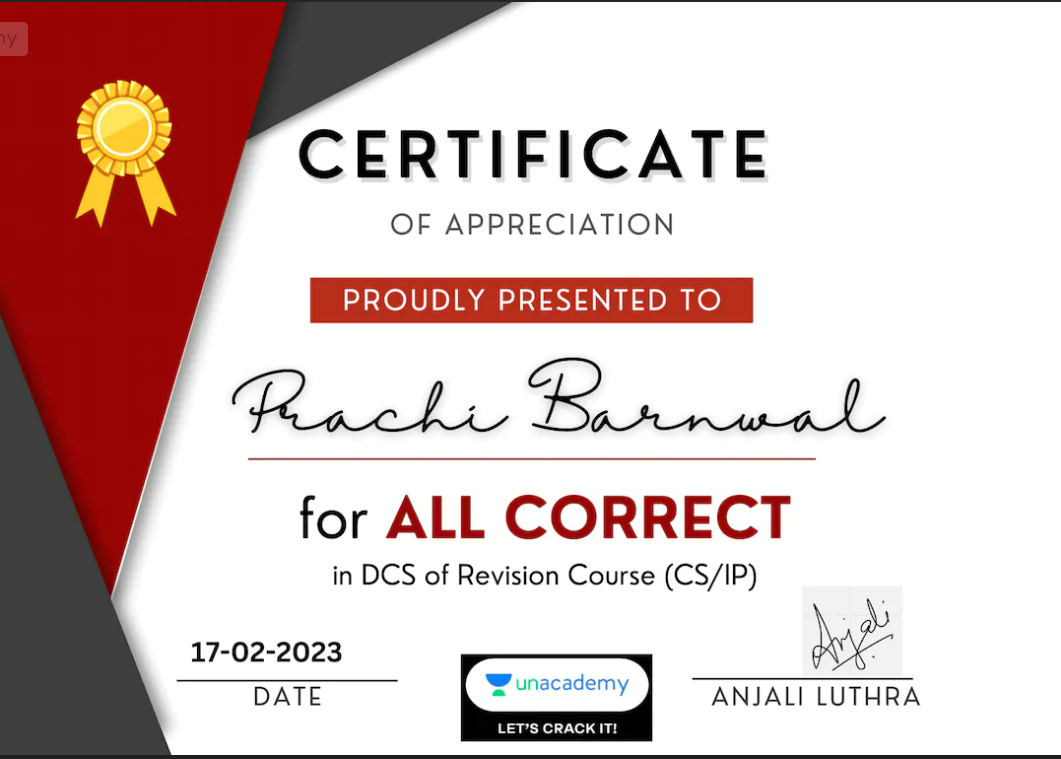 my
CERTIFICATE
OF APPRECIATION
PROUDLY PRESENTED TO
Prachi Barnwal
for ALL CORRECT
in DCS of Revision Course (CS/IP)
Anjali
17-02-2023
DATE
unacademy
LET'S CRACK IT!
ANJALI LUTHRA